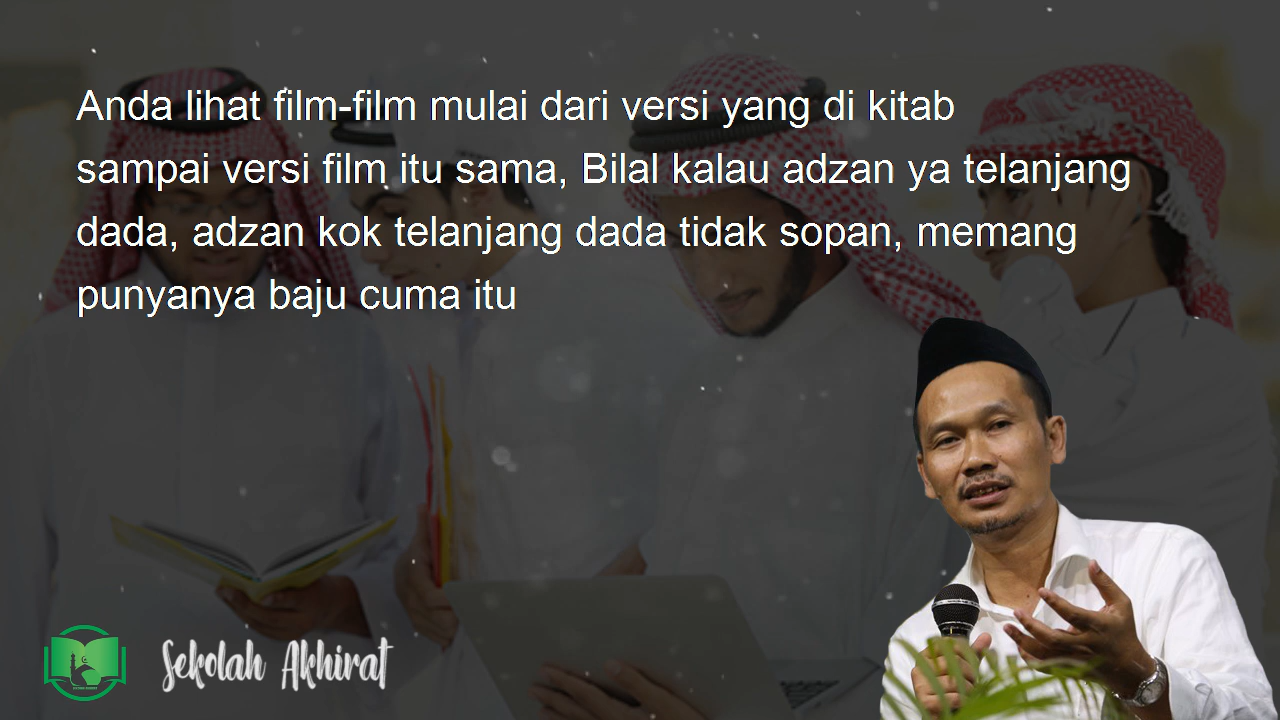 Anda lihat film-film mulai dari versi yang di kitab
sampai versi film itu sama, Bilal kalau adzan ya telanjang
dada, adzan kok telanjang dada tidak sopan, memang
punyanya baju cuma itu
Sekolah Akhirat